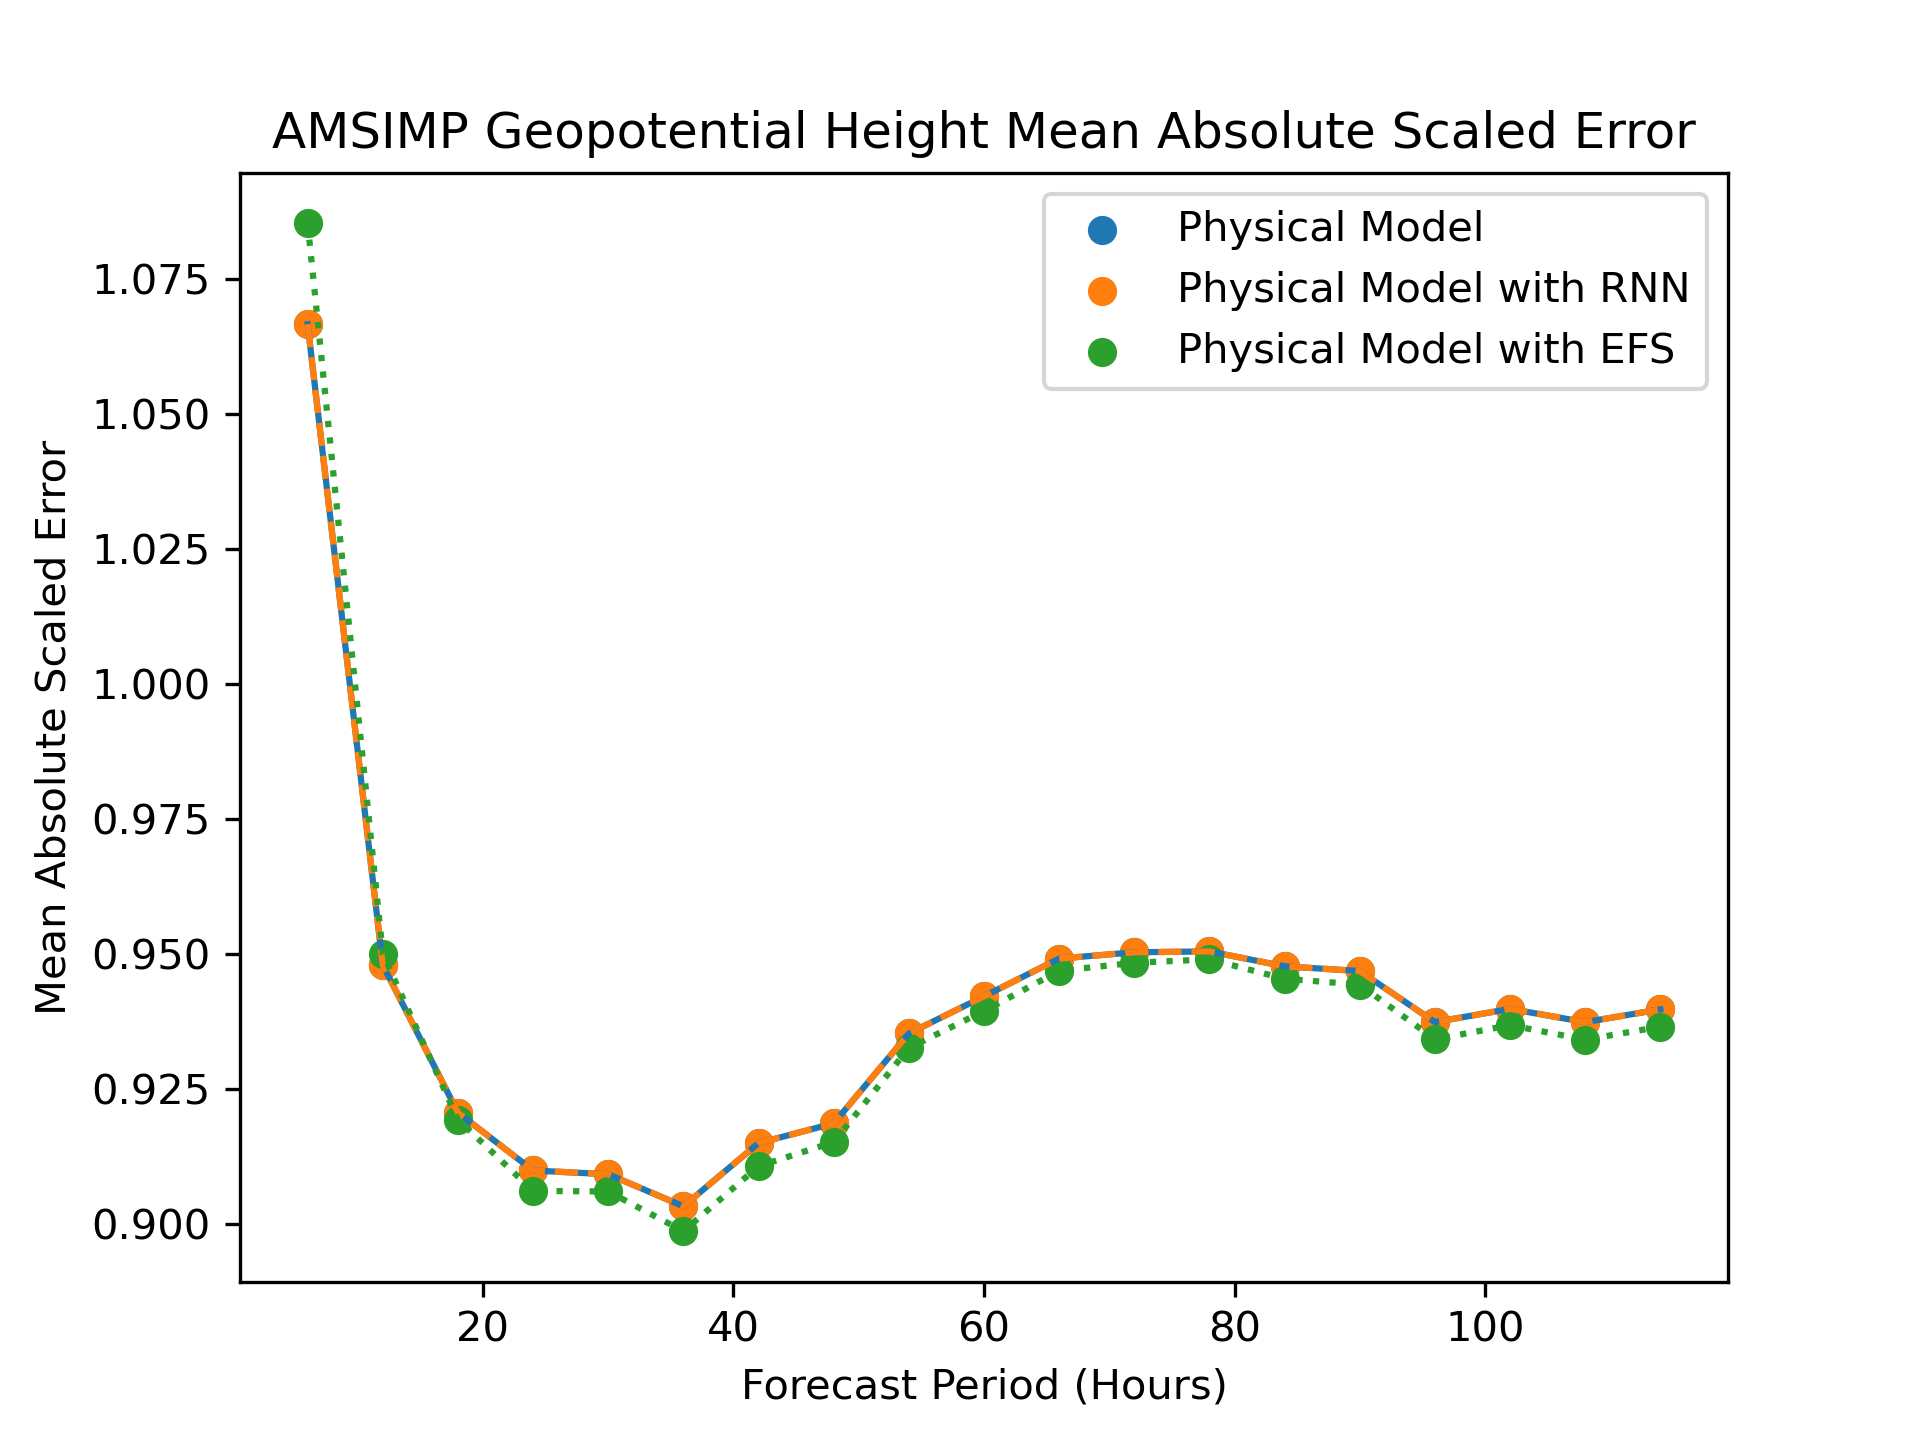 AMSIMP Geopotential Height Mean Absolute Scaled Error
Physical Model
Physical Model with RNN
Physical Model with EFS
Mean Absolute Scaled Error
1.075
1.050
1.025
1.000
0.975
0.950
0.925
0.900
20 40 60 80 100
Forecast Period (Hours)